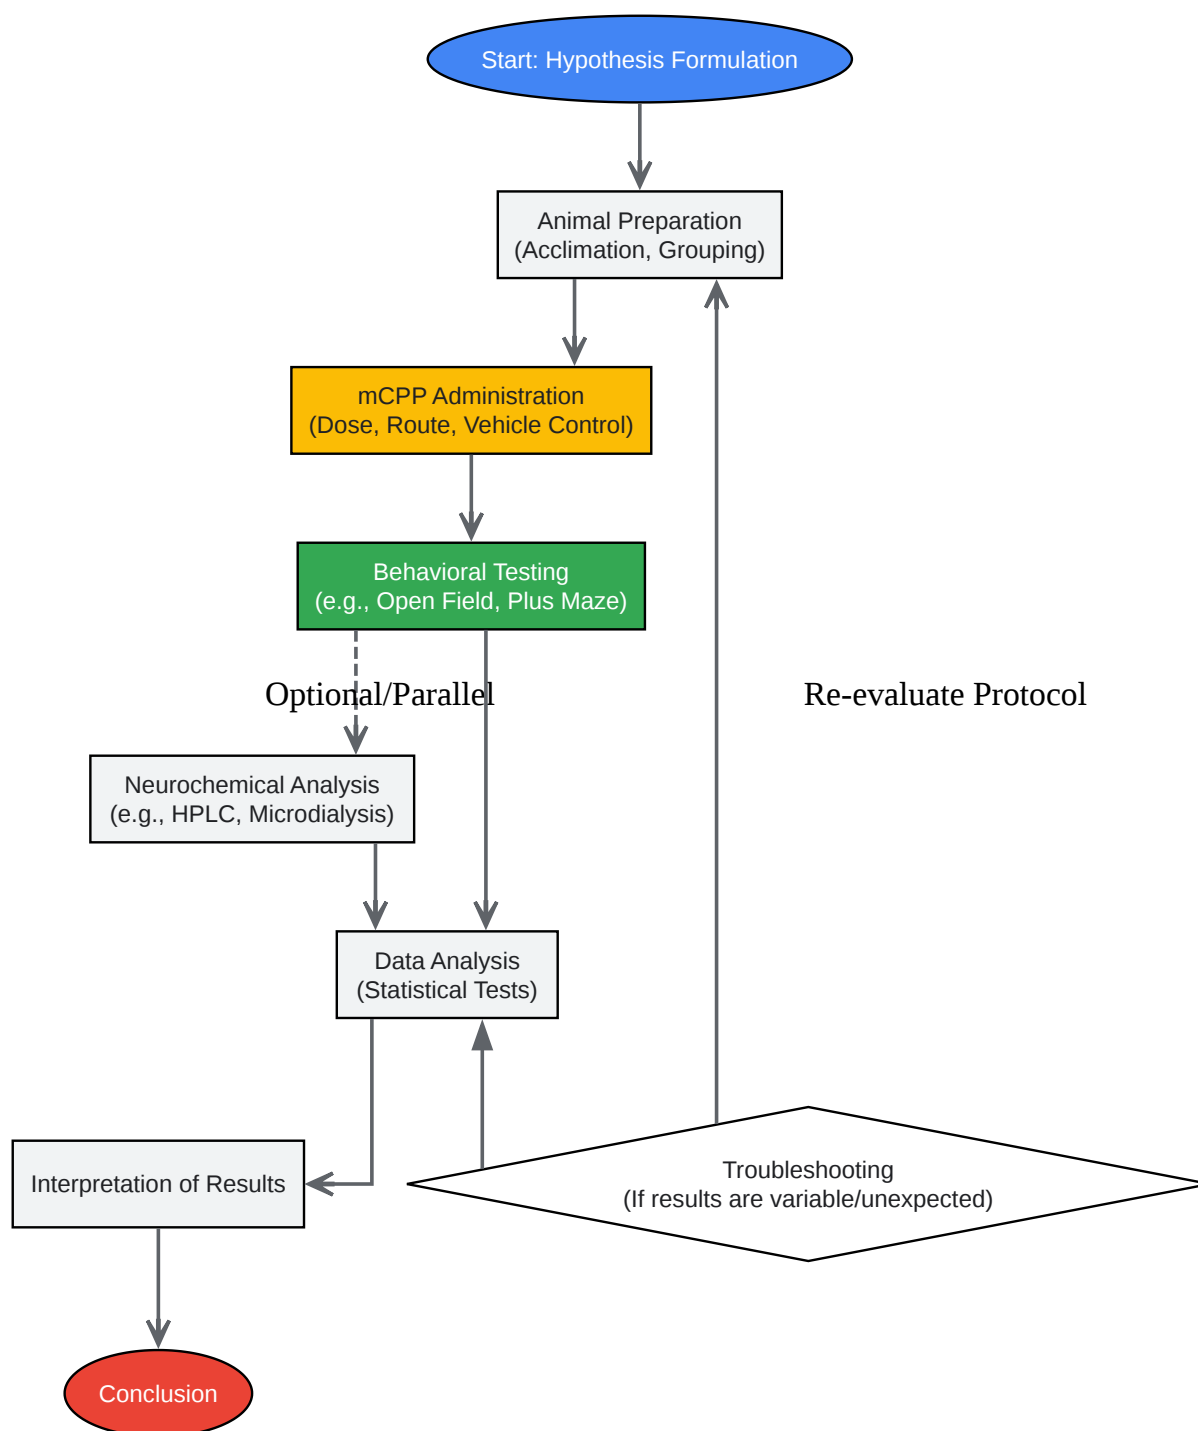 Start: Hypothesis Formulation
Animal Preparation
(Acclimation, Grouping)
mCPP Administration
(Dose, Route, Vehicle Control)
Behavioral Testing
(e.g., Open Field, Plus Maze)
Optional/Parallel
Re-evaluate Protocol
Neurochemical Analysis
(e.g., HPLC, Microdialysis)
Data Analysis
(Statistical Tests)
Interpretation of Results
Troubleshooting
(If results are variable/unexpected)
Conclusion